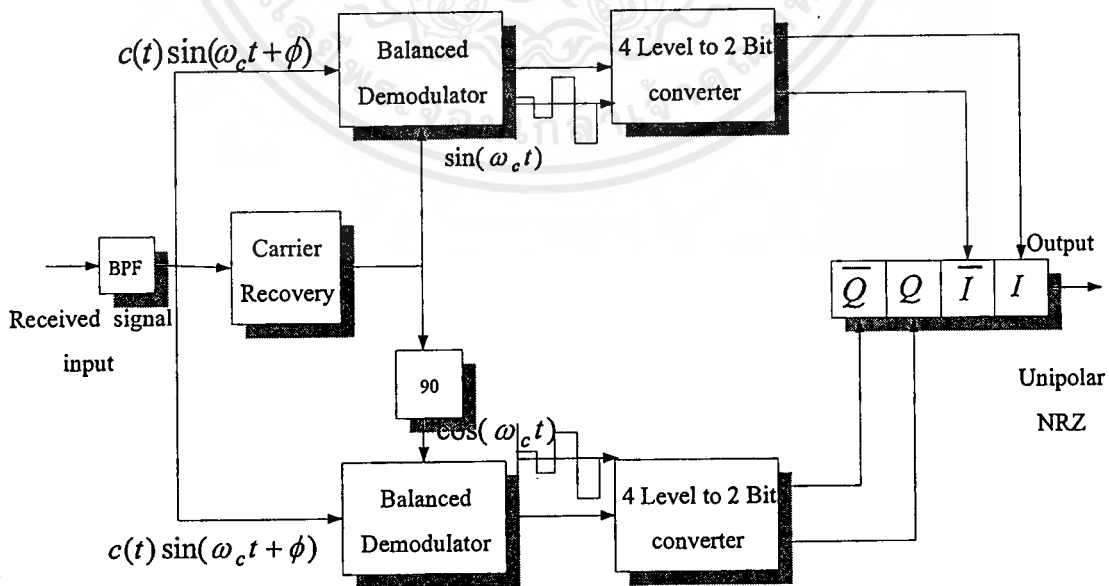 c(t) sin(ω_c t + ϕ)
Balanced
Demodulator
4 Level to 2 Bit
converter
sin(ω_c t)
BPF
Carrier
Recovery
Received signal
input
Output
Q̅ Q I̅ I
90
Unipolar
NRZ
cos(ω_c t)
Balanced
Demodulator
4 Level to 2 Bit
converter
c(t) sin(ω_c t + ϕ)